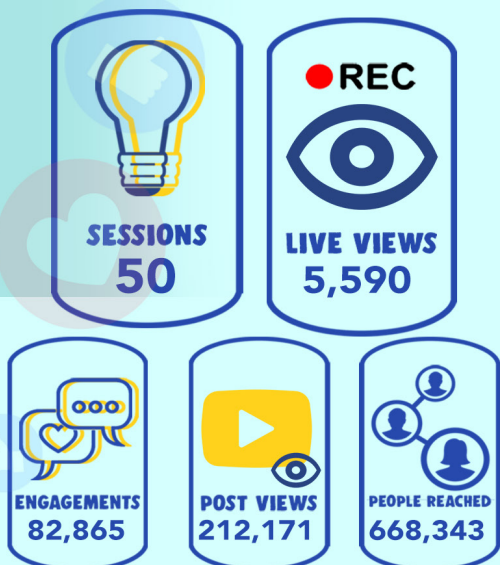 REC
SESSIONS
50
LIVE VIEWS
5,590
ENGAGEMENTS
82,865
POST VIEWS
212,171
PEOPLE REACHED
668,343